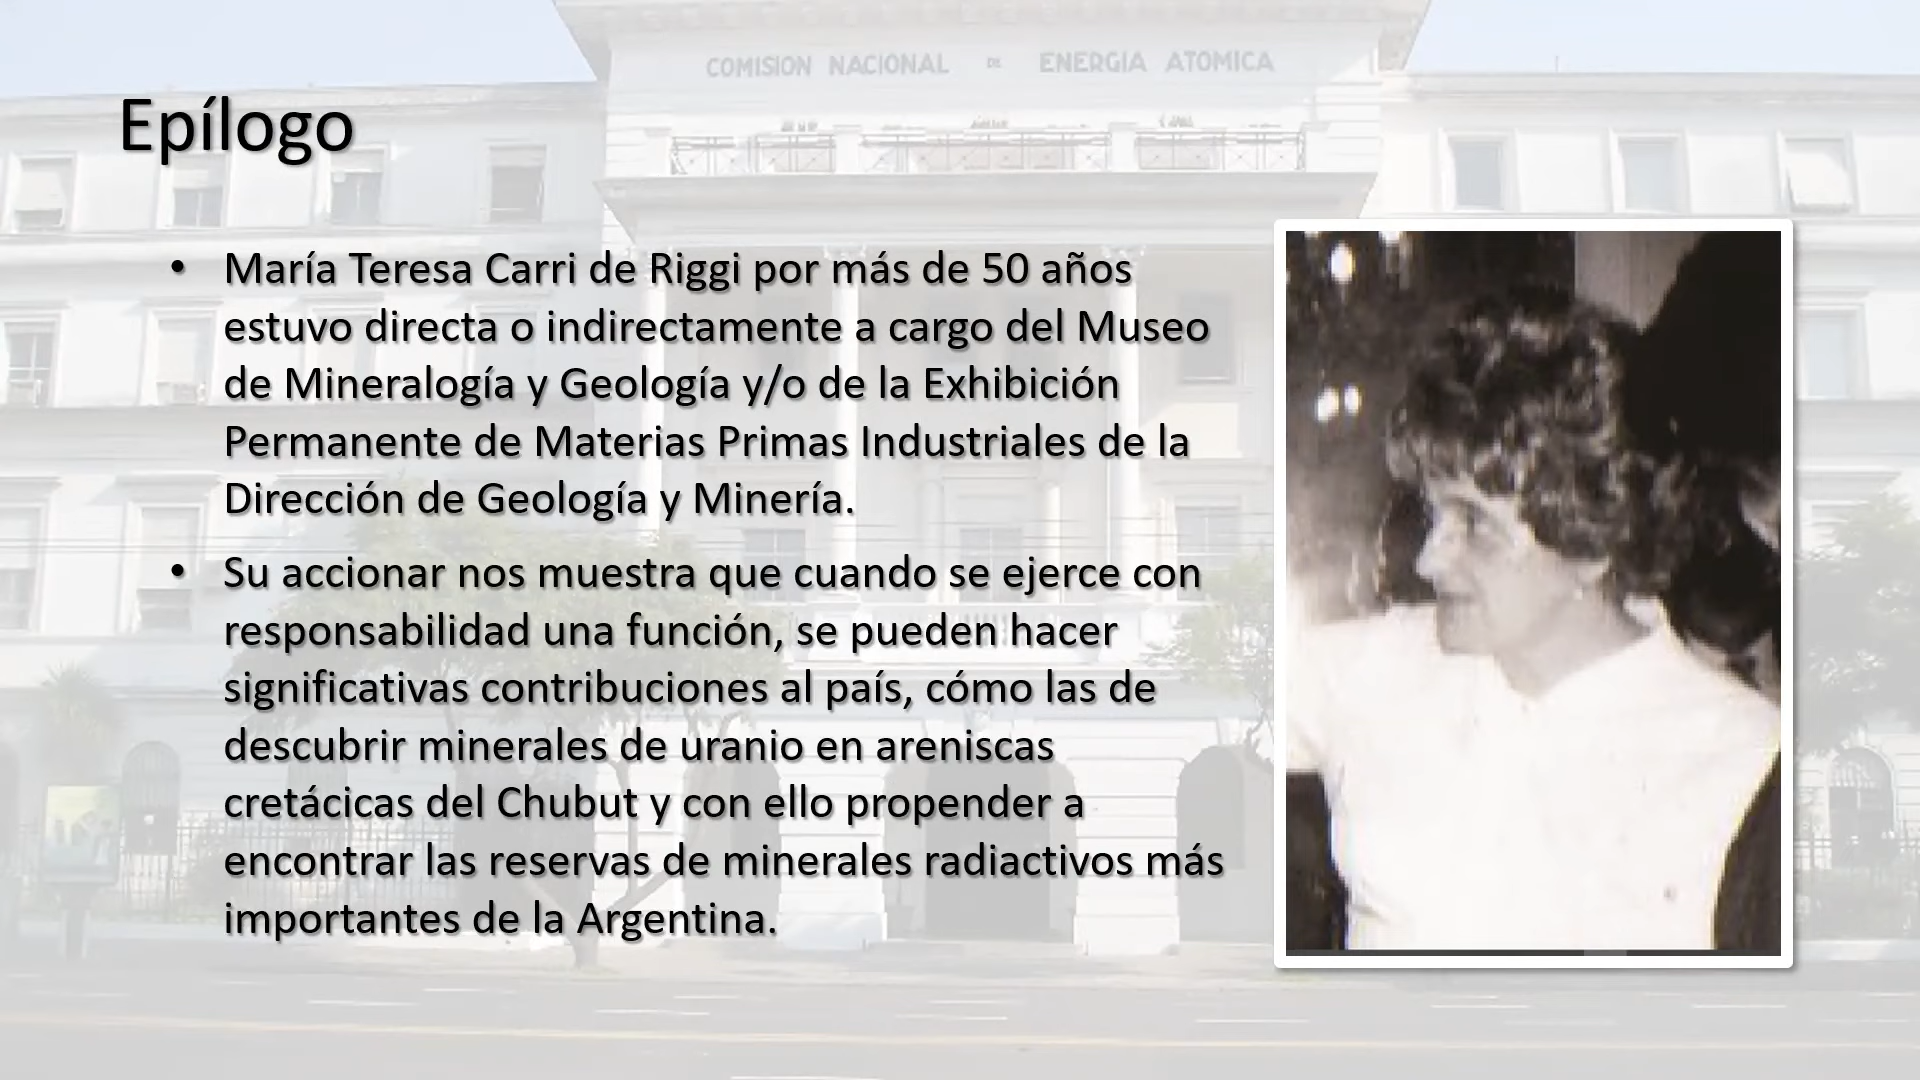 COMISION NACIONAL DE ENERGIA ATOMICA
Epílogo
• María Teresa Carri de Riggi por más de 50 años
estuvo directa o indirectamente a cargo del Museo
de Mineralogía y Geología y/o de la Exhibición
Permanente de Materias Primas Industriales de la
Dirección de Geología y Minería.
• Su accionar nos muestra que cuando se ejerce con
responsabilidad una función, se pueden hacer
significativas contribuciones al país, cómo las de
descubrir minerales de uranio en areniscas
cretácicas del Chubut y con ello propender a
encontrar las reservas de minerales radiactivos más
importantes de la Argentina.